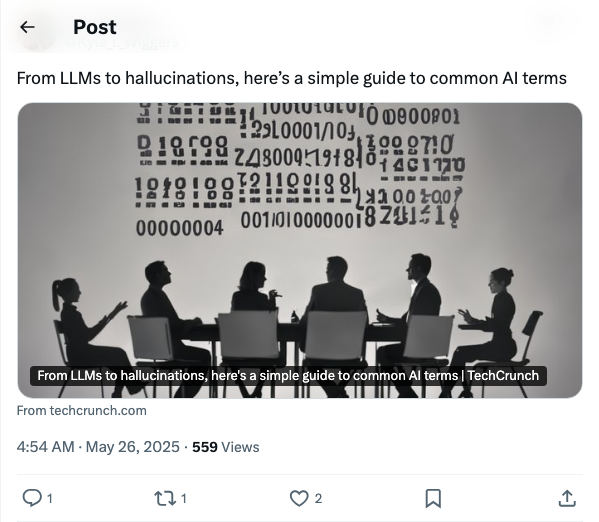 Post
From LLMs to hallucinations, here's a simple guide to common AI terms
00000004
From LLMs to hallucinations, here's a simple guide to common AI terms | TechCrunch
From techcrunch.com
4:54 AM · May 26, 2025 · 559 Views
1 1 2